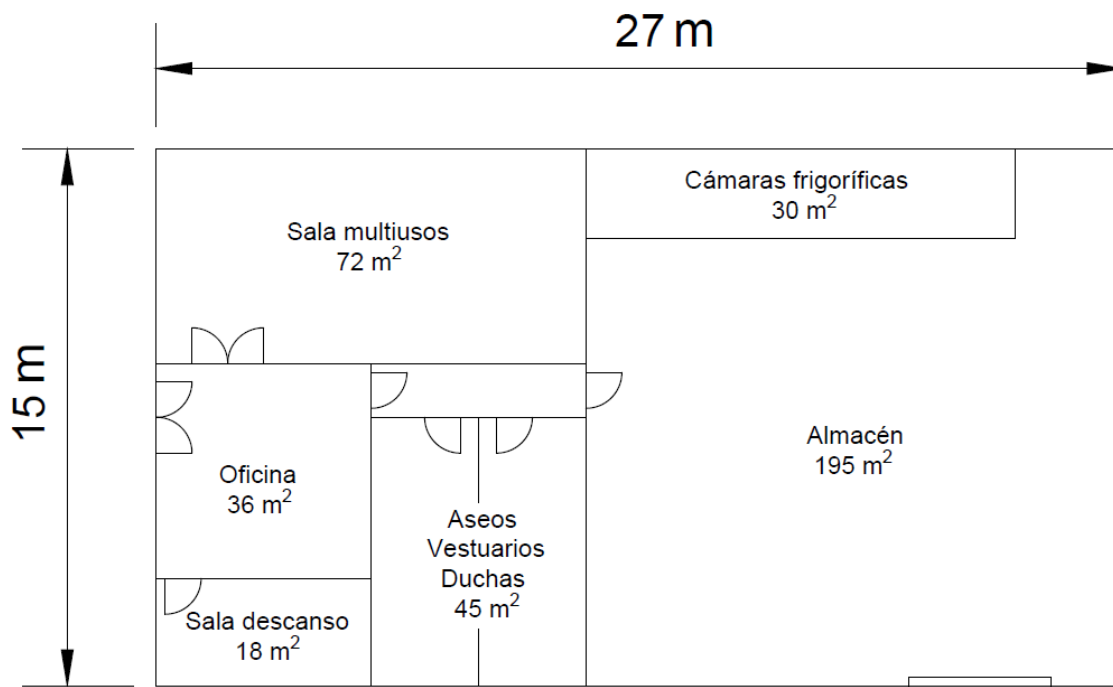 27 m
15 m
Sala multiusos
72 m²
Cámaras frigoríficas
30 m²
Oficina
36 m²
Almacén
195 m²
Aseos
Vestuarios
Duchas
45 m²
Sala descanso
18 m²